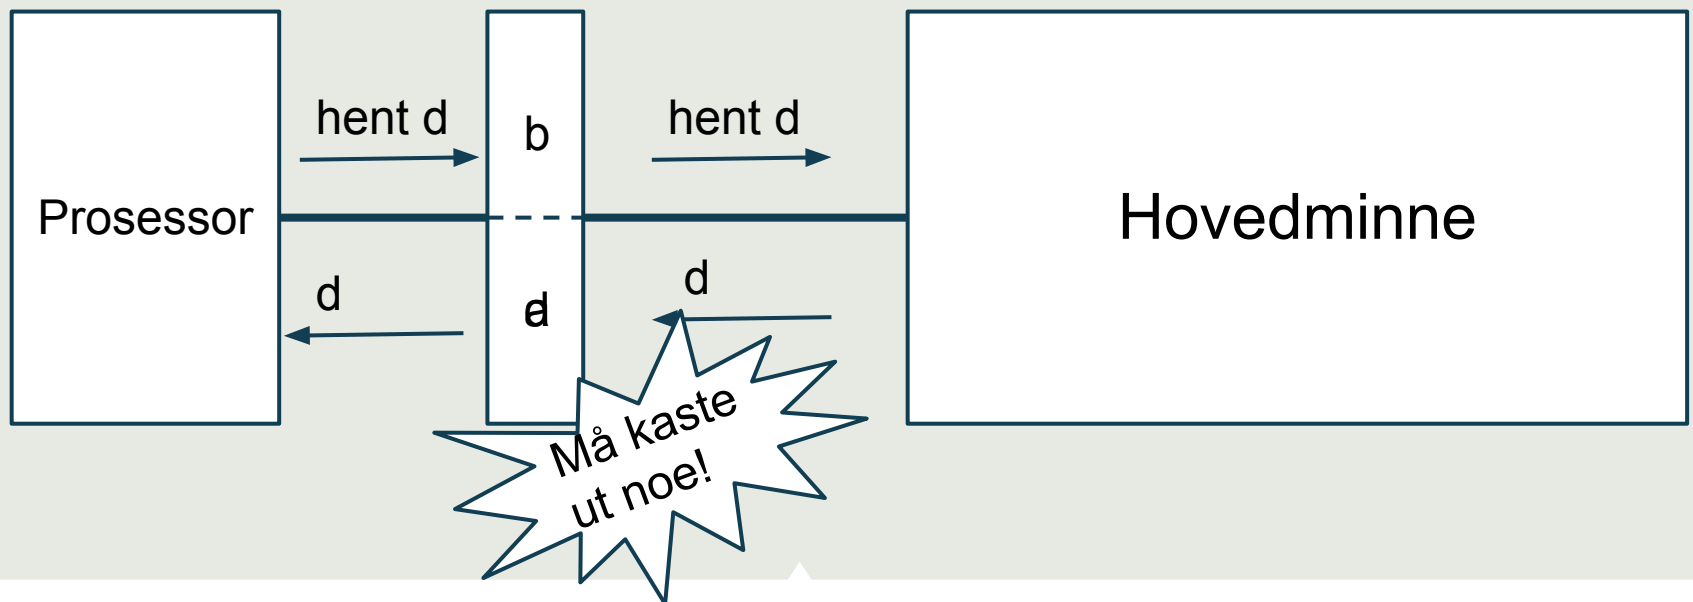 hent d
hent d
b
Prosessor
Hovedminne
d
d
d
Må kaste
ut noe!